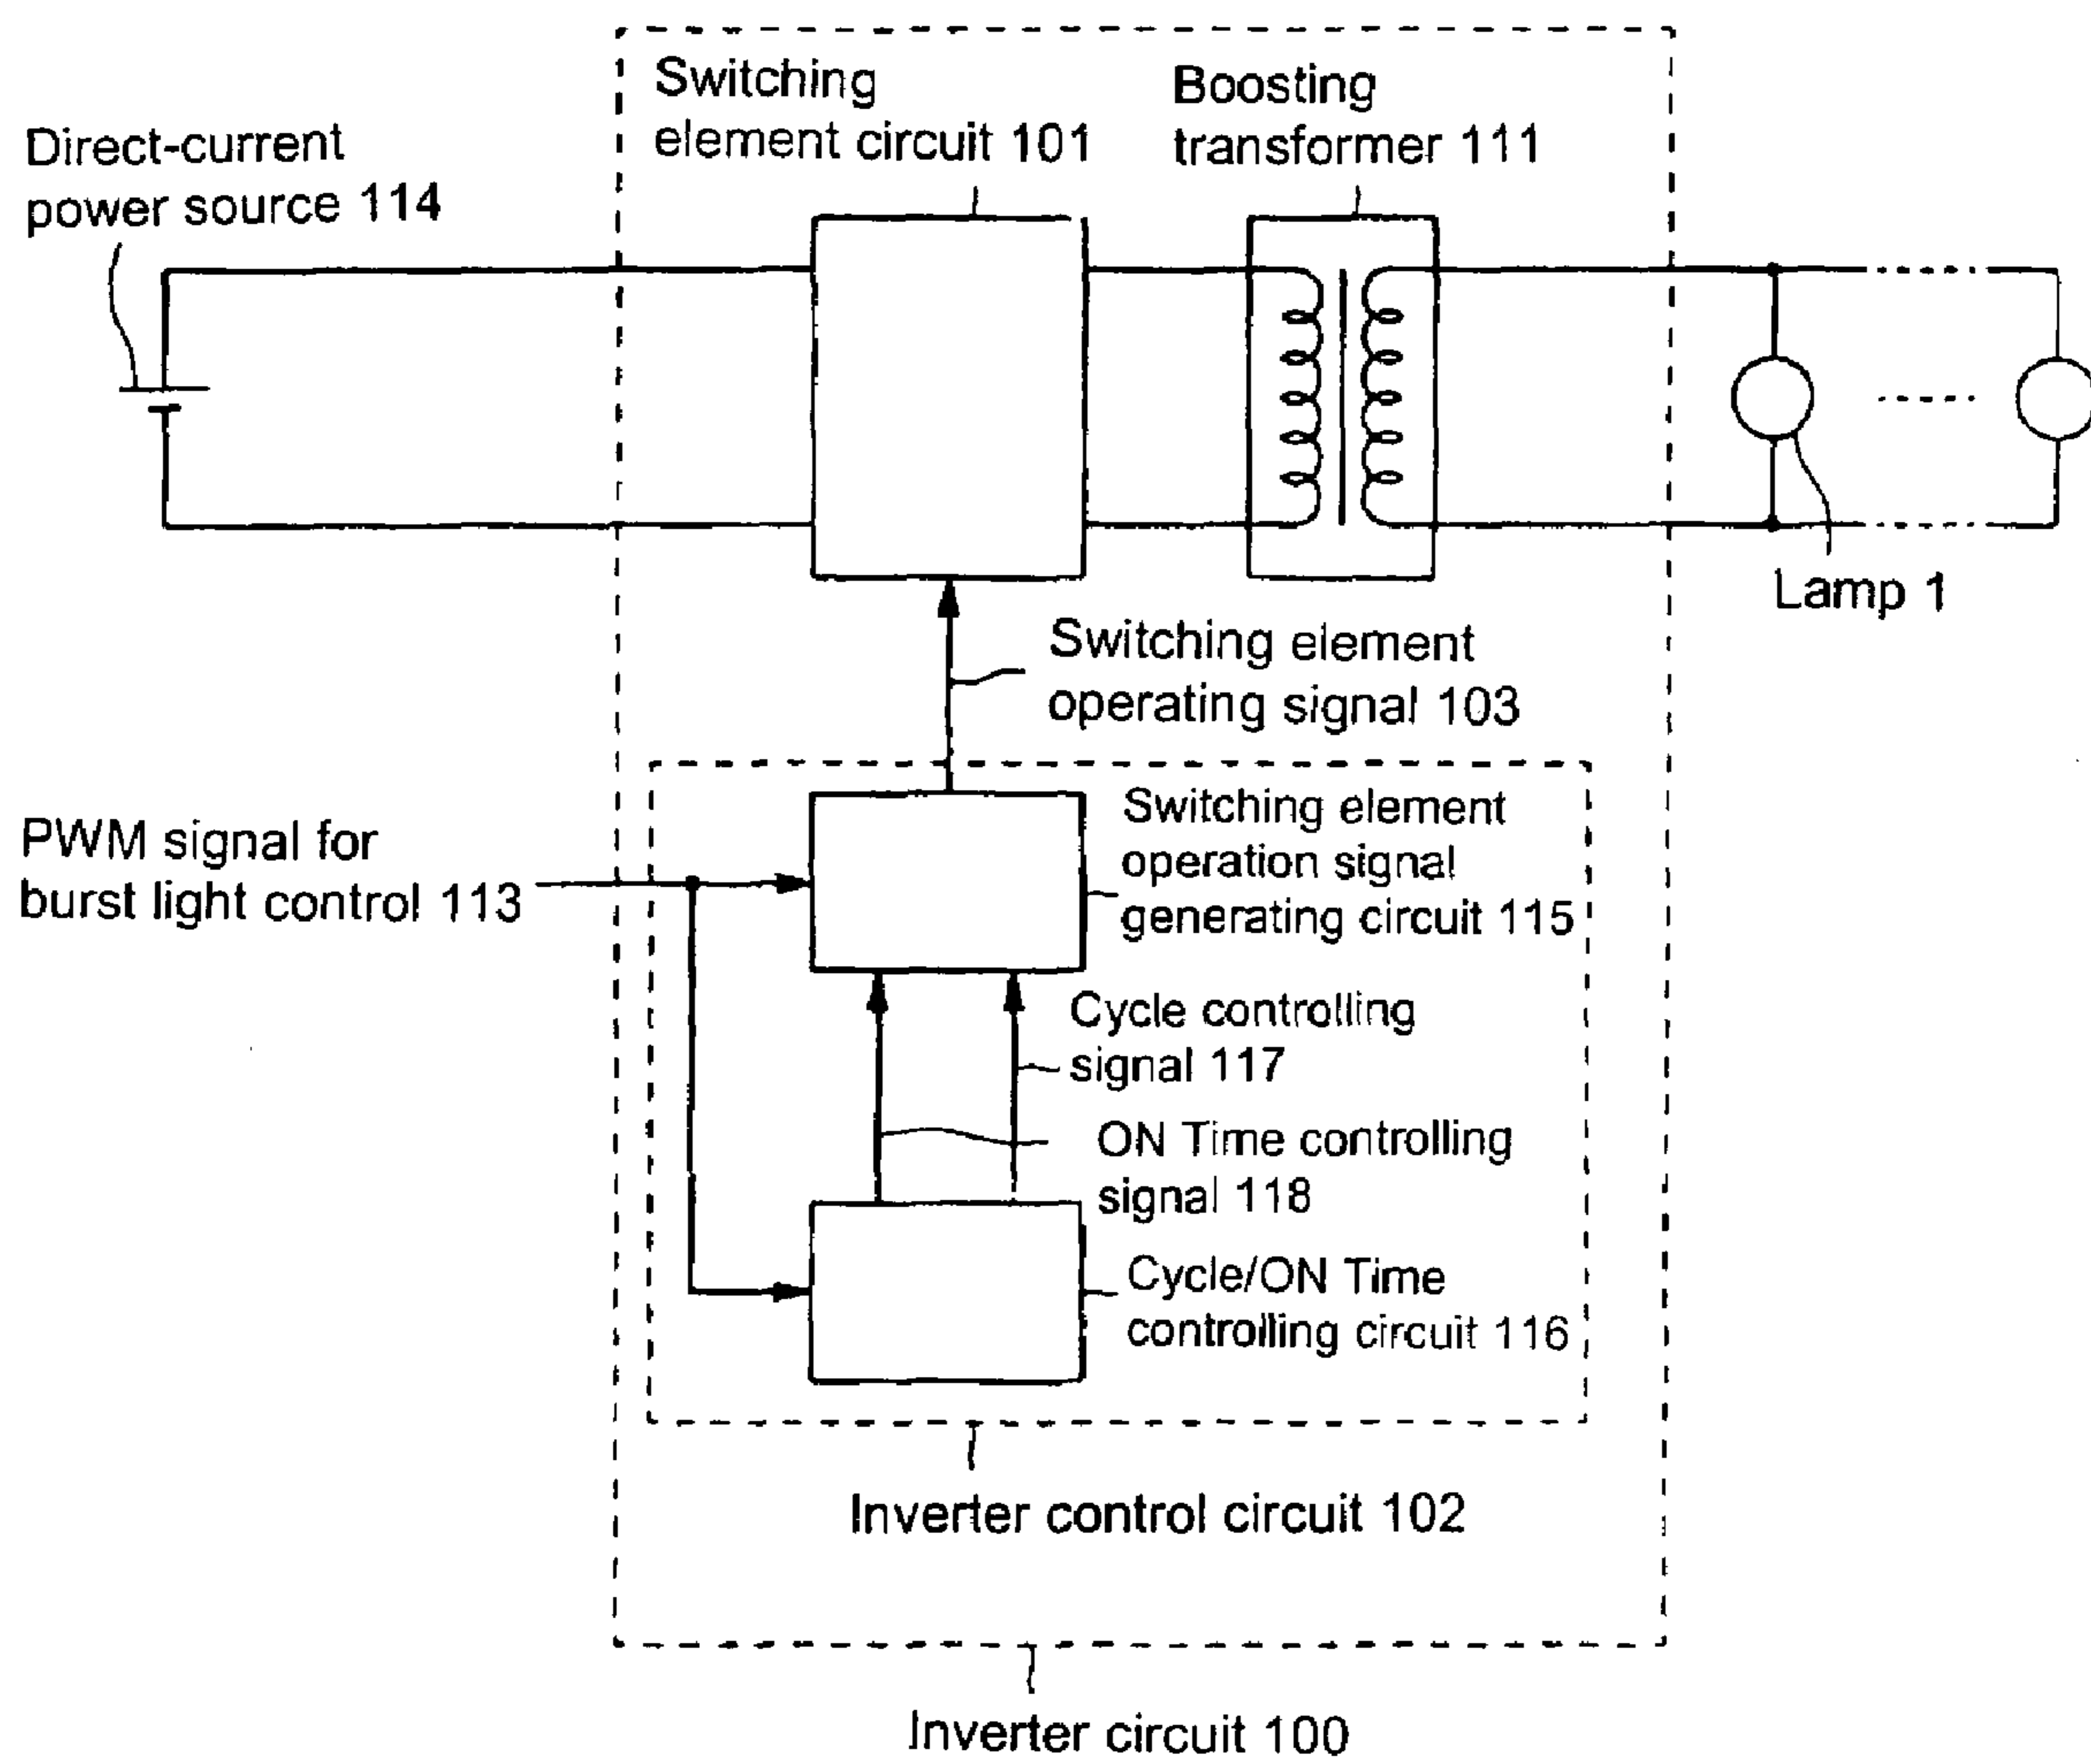 Switching
element circuit 101
Boosting
transformer 111
Direct-current
power source 114
Lamp 1
Switching element
operating signal 103
PWM signal for
burst light control 113
Switching element
operation signal
generating circuit 115
Cycle controlling
signal 117
ON Time controlling
signal 118
Cycle/ON Time
controlling circuit 116
Inverter control circuit 102
Inverter circuit 100